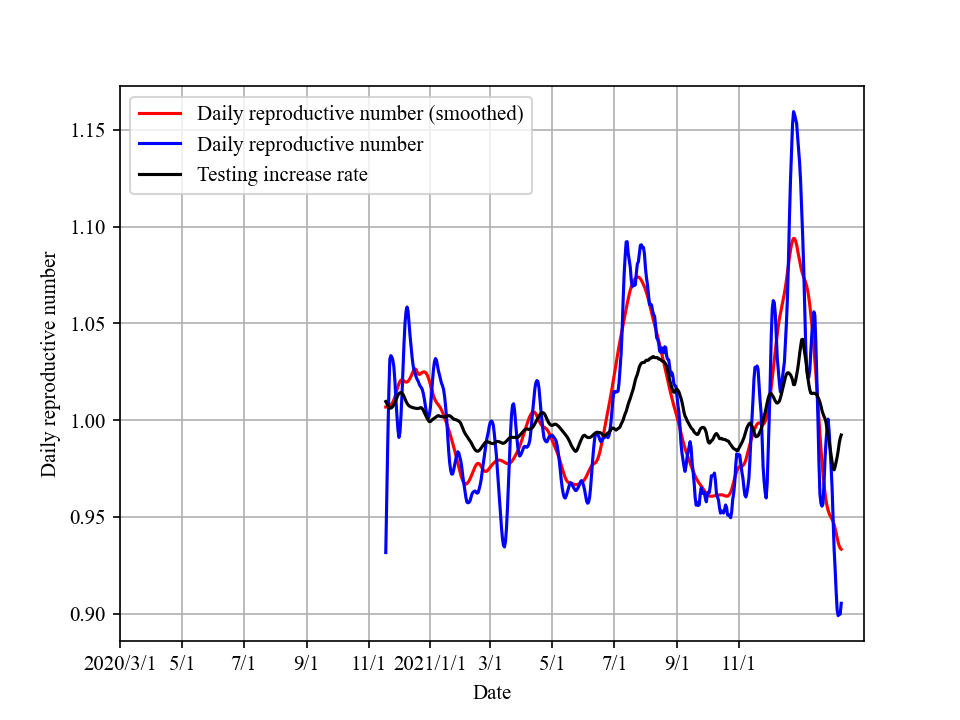 Daily reproductive number (smoothed)
Daily reproductive number
Testing increase rate
Daily reproductive number
1.15
1.10
1.05
1.00
0.95
0.90
2020/3/1 5/1 7/1 9/1 11/1 2021/1/1 3/1 5/1 7/1 9/1 11/1
Date